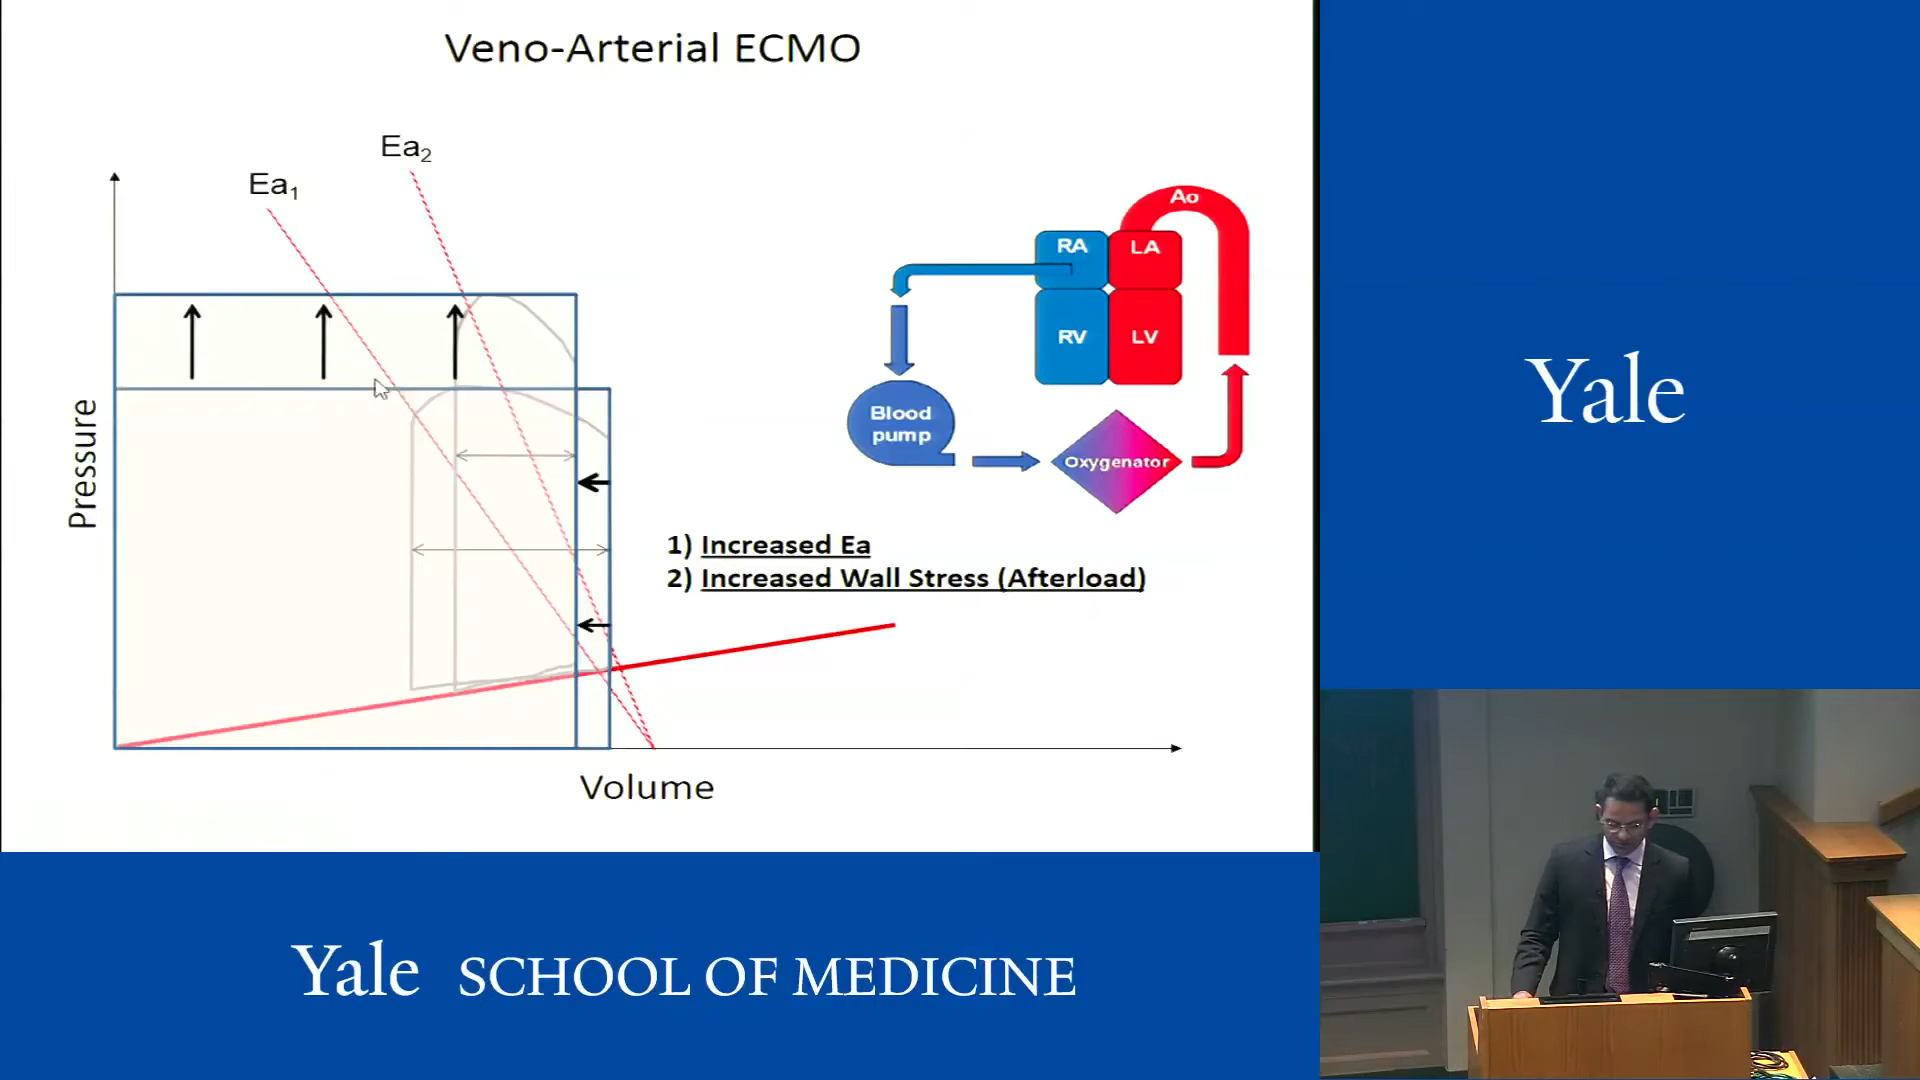 Veno-Arterial ECMO
Ea2
Ea1
Pressure
Volume
Ao
RA
LA
RV
LV
Blood
pump
Oxygenator
1) Increased Ea
2) Increased Wall Stress (Afterload)
Yale
Yale SCHOOL OF MEDICINE